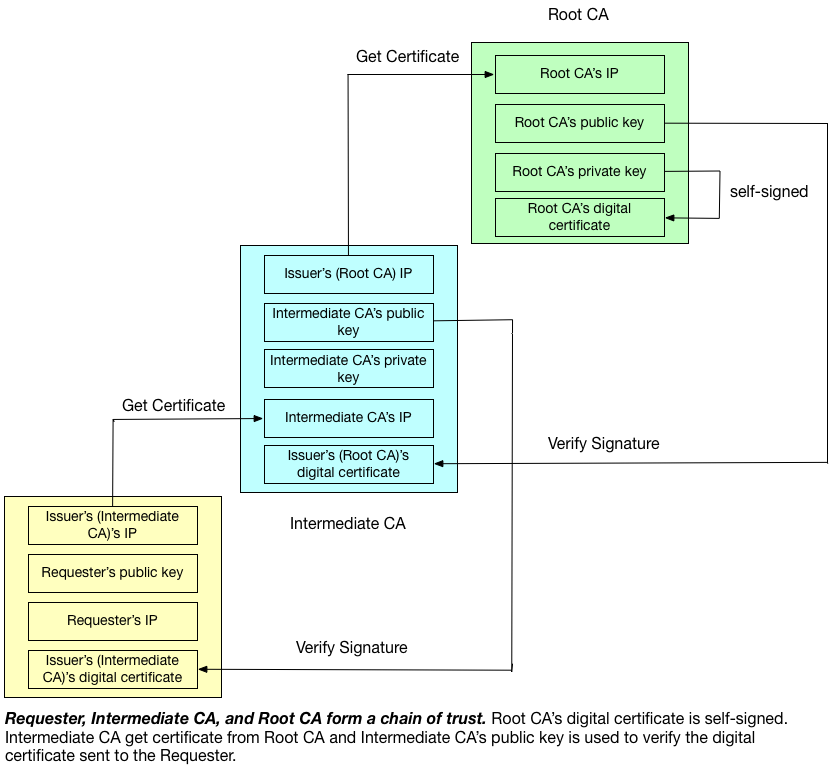 Root CA
Get Certificate
Root CA's IP
Root CA's public key
Root CA's private key
self-signed
Root CA's digital
certificate
Issuer's (Root CA) IP
Intermediate CA's public
key
Intermediate CA's private
key
Get Certificate
Intermediate CA's IP
Verify Signature
Issuer's (Root CA)'s
digital certificate
Issuer's (Intermediate
CA)'s IP
Intermediate CA
Requester's public key
Requester's IP
Verify Signature
Issuer's (Intermediate
CA)'s digital certificate
Requester, Intermediate CA, and Root CA form a chain of trust. Root CA's digital certificate is self-signed.
Intermediate CA get certificate from Root CA and Intermediate CA's public key is used to verify the digital
certificate sent to the Requester.